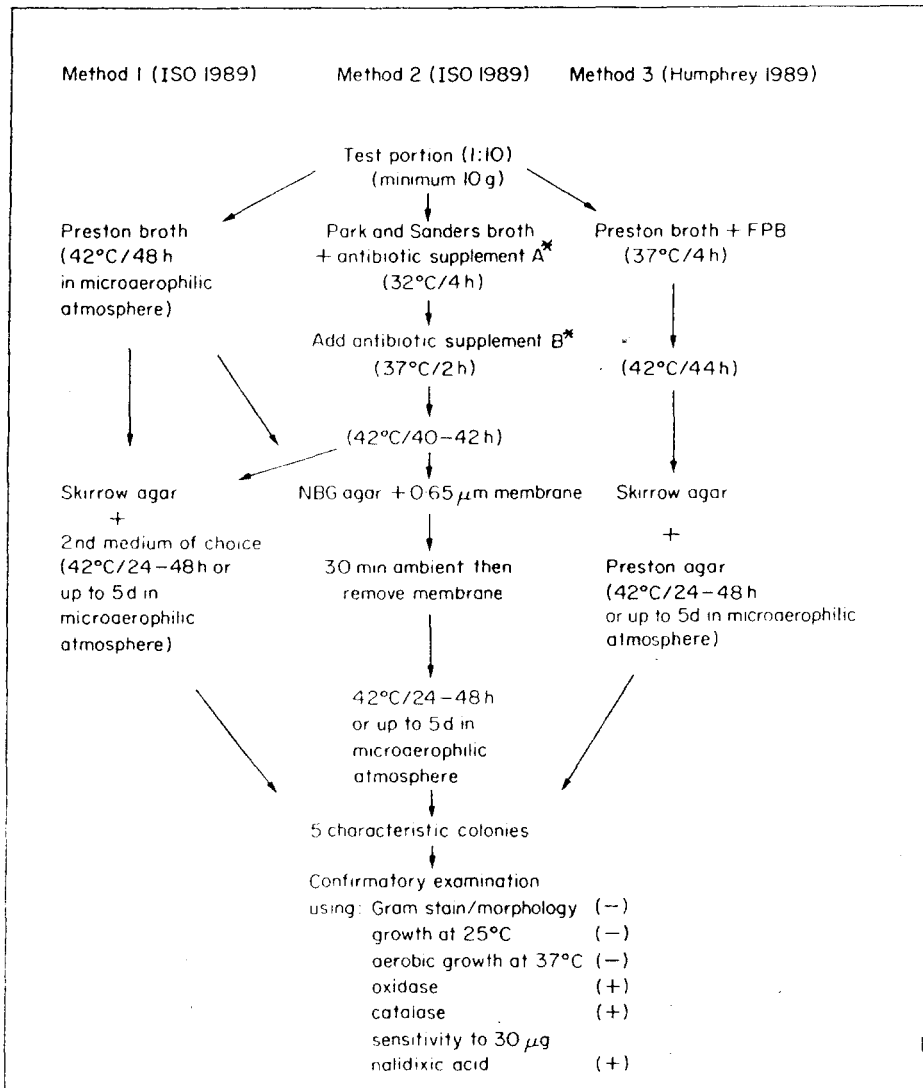 Method 1 (ISO 1989)
Method 2 (ISO 1989)
Method 3 (Humphrey 1989)
Test portion (1:10)
(minimum 10 g)
Preston broth
(42°C/48 h
in microaerophilic
atmosphere)
Park and Sanders broth
+ antibiotic supplement A*
(32°C/4 h)
Preston broth + FPB
(37°C/4 h)
Add antibiotic supplement B*
(37°C/2 h)
(42°C/44 h)
(42°C/40–42 h)
Skirrow agar
+
2nd medium of choice
(42°C/24–48 h or
up to 5d in
microaerophilic
atmosphere)
NBG agar + 0·65 μm membrane
30 min ambient then
remove membrane
42°C/24–48h
or up to 5d in
microaerophilic
atmosphere
Skirrow agar
+
Preston agar
(42°C/24–48h
or up to 5d in microaerophilic
atmosphere)
5 characteristic colonies
Confirmatory examination
using: Gram stain/morphology (–)
growth at 25°C (–)
aerobic growth at 37°C (–)
oxidase (+)
catalase (+)
sensitivity to 30 μg
nalidixic acid (+)